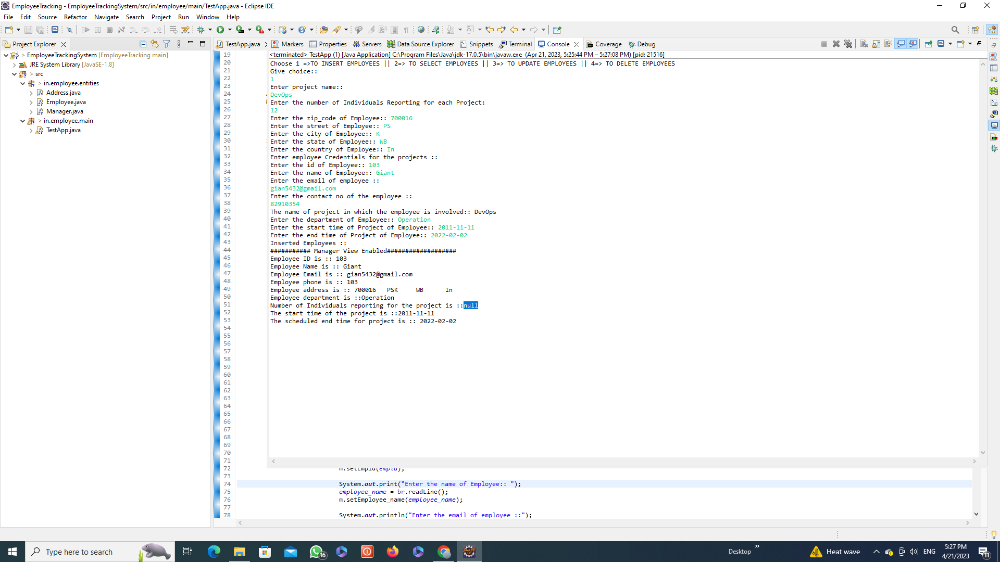 EmployeeTracking - EmployeeTrackingSystem/src/in/employee/main/TestApp.java - Eclipse IDE
File Edit Source Refactor Navigate Search Project Run Window Help
Project Explorer
EmployeeTrackingSystem [EmployeeTracking main]
JRE System Library [JavaSE-1.8]
> src
> in.employee.entities
Address.java
Employee.java
Manager.java
> in.employee.main
TestApp.java
TestApp.java
Markers Properties Servers Data Source Explorer Snippets Terminal Console Coverage Debug
<terminated> TestApp (1) [Java Application] C:\Program Files\Java\jdk-17.0.5\bin\javaw.exe (Apr 21, 2023, 5:25:44 PM – 5:27:08 PM) [pid: 21516]
19
20
21
22
23
24
25
26
27
28
29
30
31
32
33
34
35
36
37
38
39
40
41
42
43
44
45
46
47
48
49
50
51
52
53
54
55
56
57
58
59
60
61
62
63
64
65
66
67
68
69
70
71
72
73
74
75
76
77
78
Choose 1 =>TO INSERT EMPLOYEES || 2=> TO SELECT EMPLOYEES || 3=> TO UPDATE EMPLOYEES || 4=> TO DELETE EMPLOYEES
Give choice::
1
Enter project name::
DevOps
Enter the number of Individuals Reporting for each Project:
12
Enter the zip_code of Employee:: 700016
Enter the street of Employee:: PS
Enter the city of Employee:: K
Enter the state of Employee:: WB
Enter the country of Employee:: In
Enter employee Credentials for the projects ::
Enter the id of Employee:: 103
Enter the name of Employee:: Giant
Enter the email of employee ::
gian5432@gmail.com
Enter the contact no of the employee ::
82910354
The name of project in which the employee is involved:: DevOps
Enter the department of Employee:: Operation
Enter the start time of Project of Employee:: 2011-11-11
Enter the end time of Project of Employee:: 2022-02-02
Inserted Employees ::
########### Manager View Enabled###################
Employee ID is :: 103
Employee Name is :: Giant
Employee Email is :: gian5432@gmail.com
Employee phone is :: 103
Employee address is :: 700016 PSK WB In
Employee department is ::Operation
Number of Individuals reporting for the project is ::null
The start time of the project is ::2011-11-11
The scheduled end time for project is :: 2022-02-02
m.setEmpid(empid);
System.out.print("Enter the name of Employee:: ");
employee_name = br.readLine();
m.setEmployee_name(employee_name);
System.out.println("Enter the email of employee ::");
Type here to search
16
Desktop
Heat wave
ENG
5:27 PM
4/21/2023
11